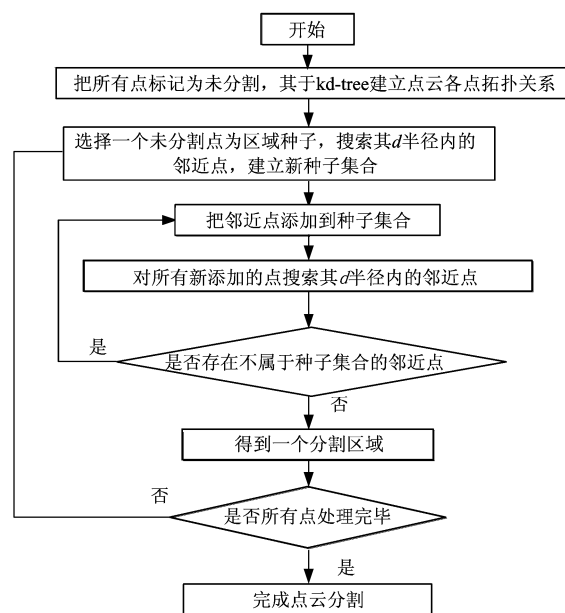 开始
把所有点标记为未分割，其于kd-tree建立点云各点拓扑关系
选择一个未分割点为区域种子，搜索其d半径内的
邻近点，建立新种子集合
把邻近点添加到种子集合
对所有新添加的点搜索其d半径内的邻近点
是
是否存在不属于种子集合的邻近点
否
得到一个分割区域
否
是否所有点处理完毕
是
完成点云分割